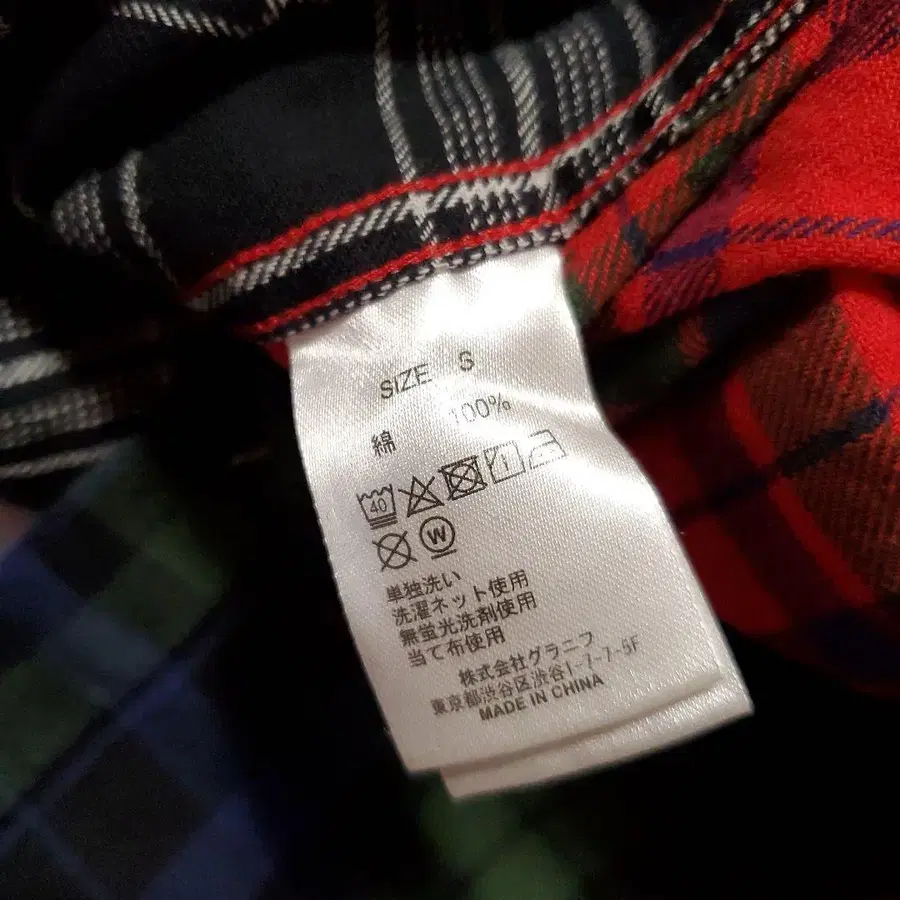 SIZE S
綿 100%
40
W
単独洗い
洗濯ネット使用
無蛍光洗剤使用
当て布使用
株式会社グラニフ
東京都渋谷区渋谷1-7-7-5F
MADE IN CHINA